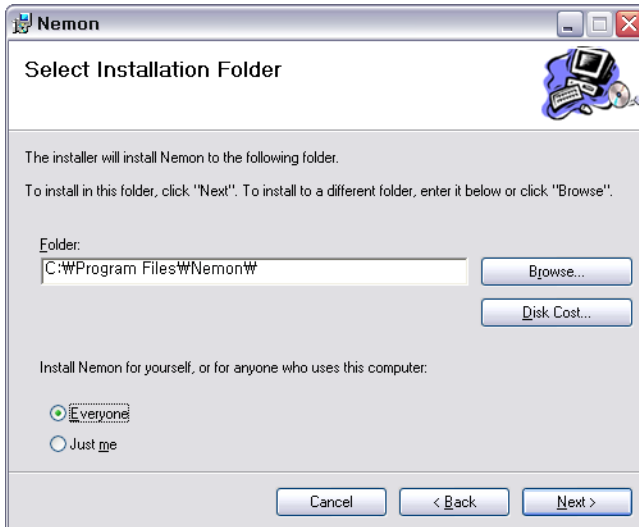 Nemon
Select Installation Folder
The installer will install Nemon to the following folder.
To install in this folder, click "Next". To install to a different folder, enter it below or click "Browse".
Folder:
C:₩Program Files₩Nemon₩
Browse...
Disk Cost...
Install Nemon for yourself, or for anyone who uses this computer:
Everyone
Just me
Cancel
< Back
Next >